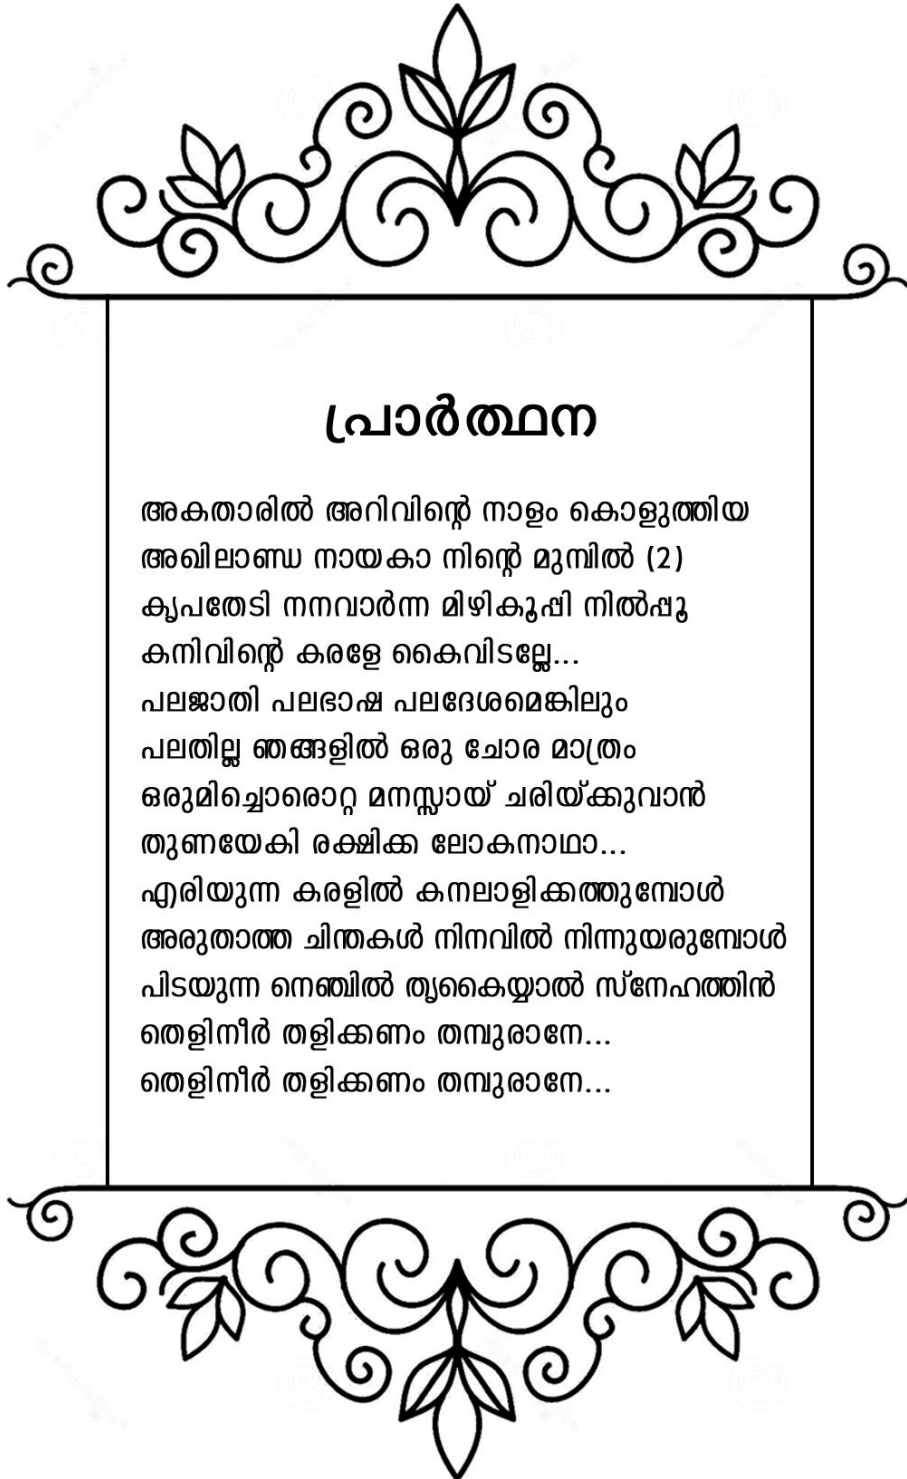 പ്രാർത്ഥന
അകതാരിൽ അറിവിന്റെ നാളം കൊളുത്തിയ
അഖിലാണ്ഡ നായകാ നിന്റെ മുമ്പിൽ (2)
കൃപതേടി നനവാർന്ന മിഴികൂപ്പി നിൽപ്പൂ
കനിവിന്റെ കരളേ കൈവിടല്ലേ...
പലജാതി പലഭാഷ പലദേശമെങ്കിലും
പലതില്ല ഞങ്ങളിൽ ഒരു ചോര മാത്രം
ഒരുമിച്ചൊരൊറ്റ മനസ്സായ് ചരിയ്ക്കുവാൻ
തുണയേകി രക്ഷിക്ക ലോകനാഥാ...
എരിയുന്ന കരളിൽ കനലാളിക്കത്തുമ്പോൾ
അരുതാത്ത ചിന്തകൾ നിനവിൽ നിന്നുയരുമ്പോൾ
പിടയുന്ന നെഞ്ചിൽ തൃകൈയ്യാൽ സ്നേഹത്തിൻ
തെളിനീർ തളിക്കണം തമ്പുരാനേ...
തെളിനീർ തളിക്കണം തമ്പുരാനേ...